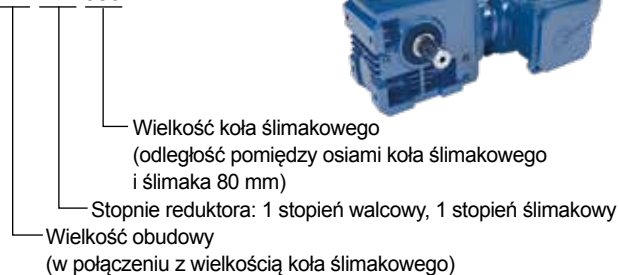 Wielkość koła ślimakowego
(odległość pomiędzy osiami koła ślimakowego
i ślimaka 80 mm)
Stopnie reduktora: 1 stopień walcowy, 1 stopień ślimakowy
Wielkość obudowy
(w połączeniu z wielkością koła ślimakowego)